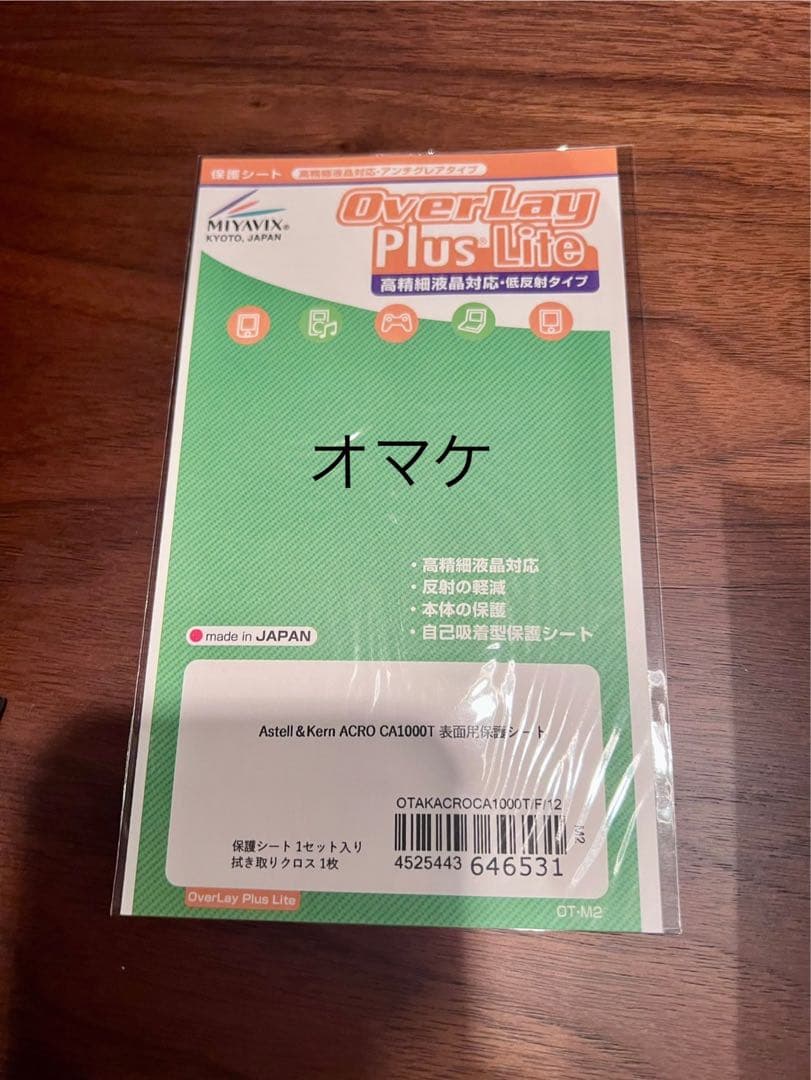 保護シート 高精細液晶対応・アンチグレアタイプ
MIYAVIX®
KYOTO, JAPAN
OverLay
Plus® Lite
高精細液晶対応・低反射タイプ
オマケ
・高精細液晶対応
・反射の軽減
・本体の保護
・自己吸着型保護シート
made in JAPAN
Astell&Kern ACRO CA1000T 表面用保護シート
OTAKACROCA1000T/F/12
M2
保護シート 1セット入り
拭き取りクロス 1枚
4525443 646531
OverLay Plus Lite
OT-M2